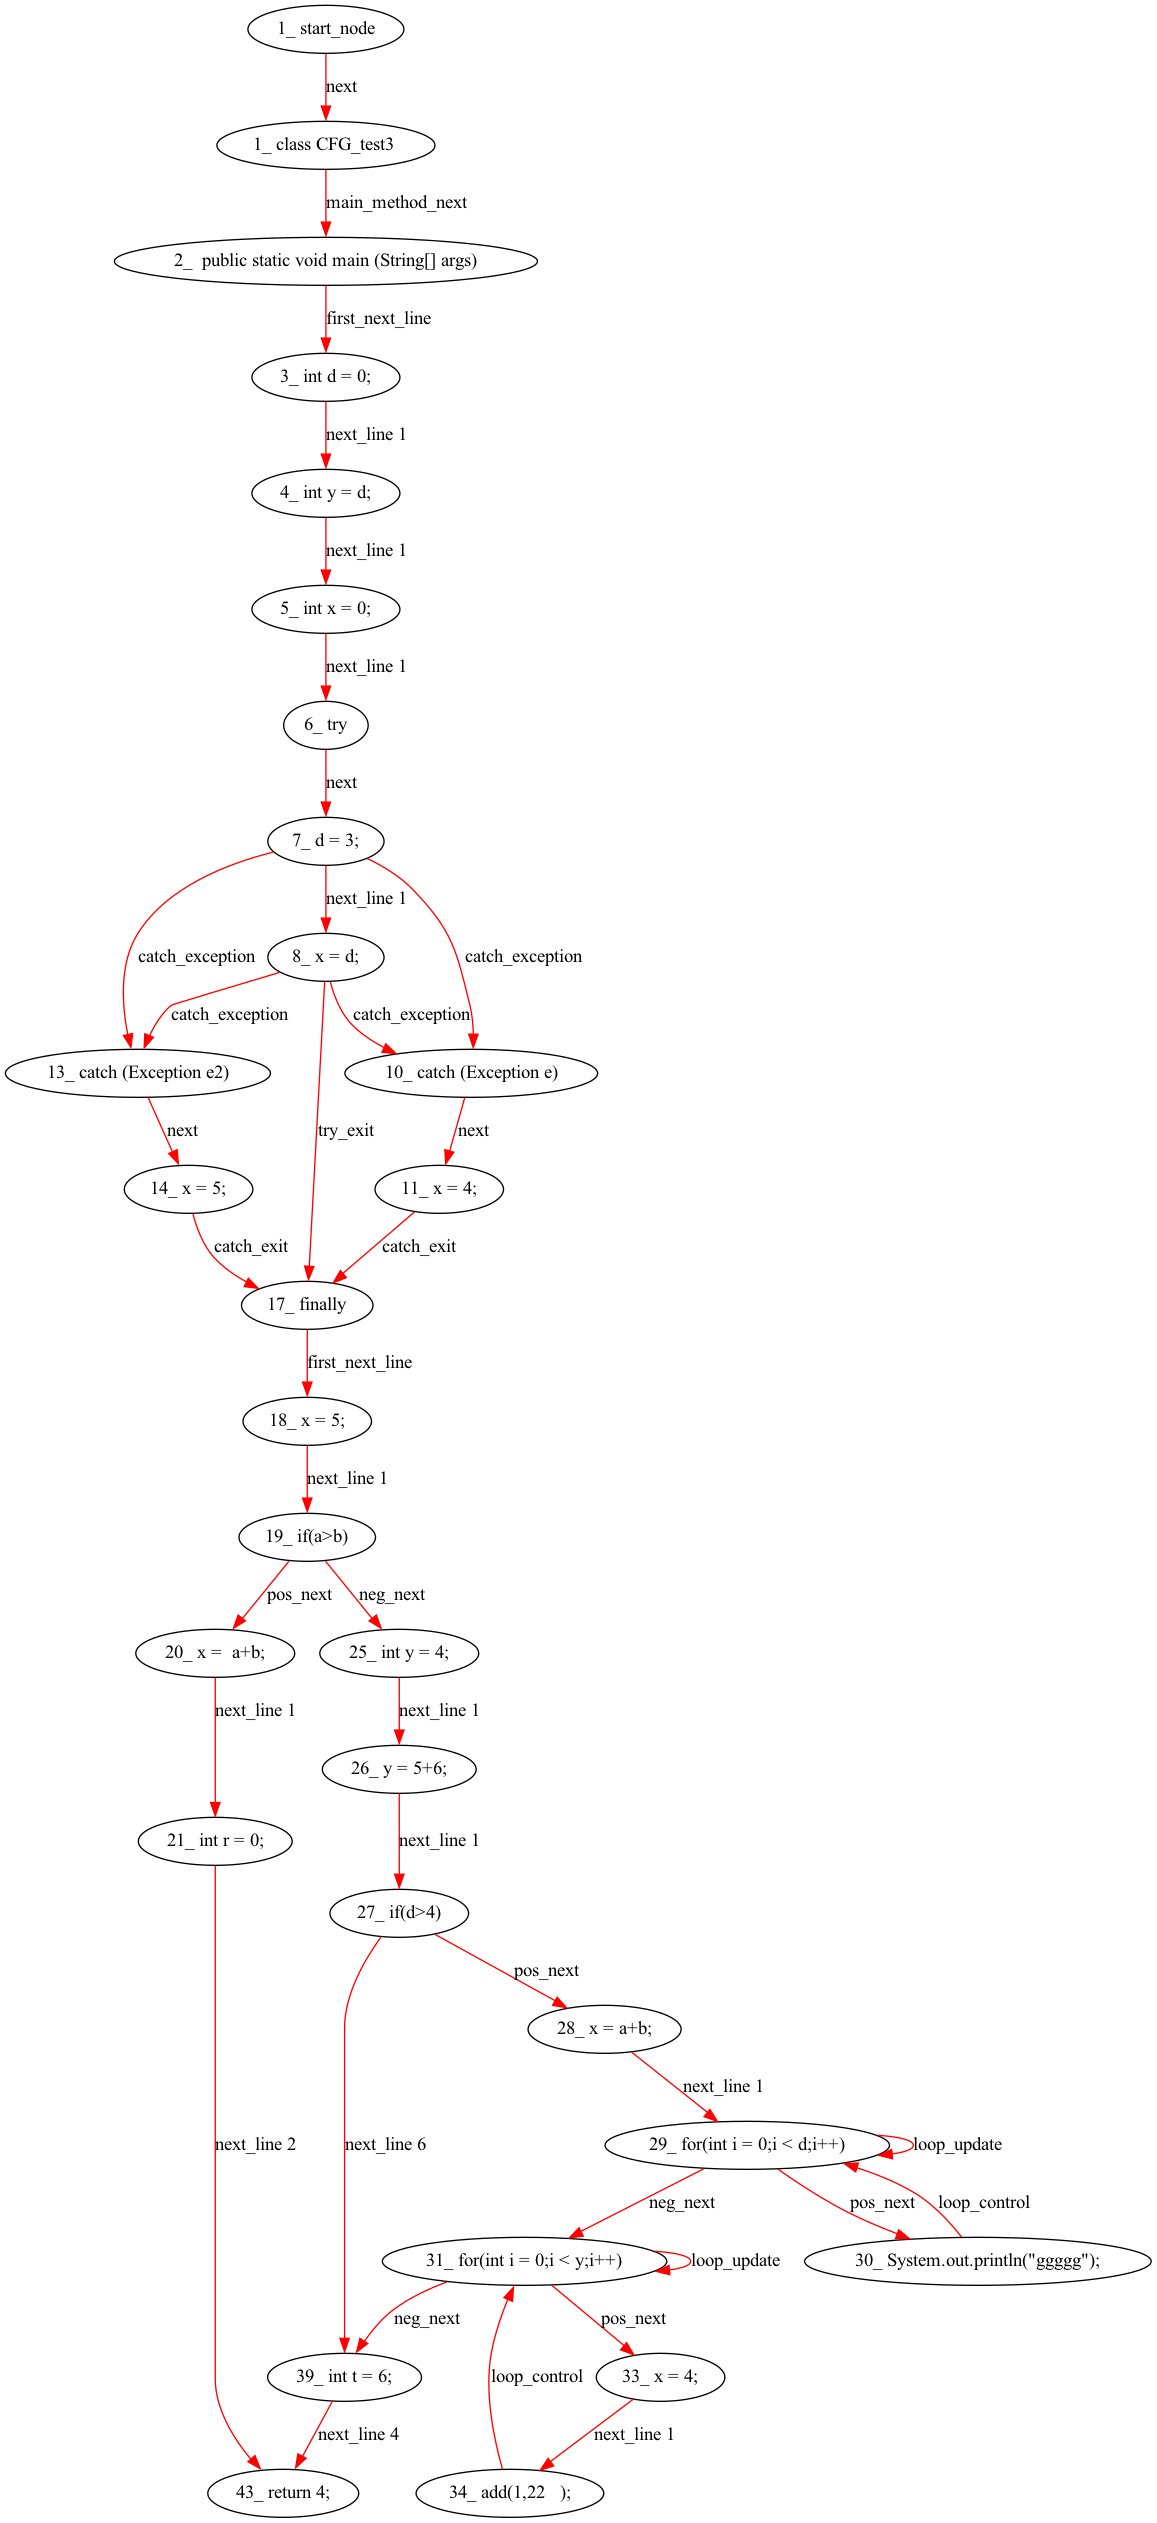 1_ start_node
next
1_ class CFG_test3
main_method_next
2_  public static void main (String[] args)
first_next_line
3_ int d = 0;
next_line 1
4_ int y = d;
next_line 1
5_ int x = 0;
next_line 1
6_ try
next
7_ d = 3;
next_line 1
catch_exception
8_ x = d;
catch_exception
catch_exception
catch_exception
13_ catch (Exception e2)
10_ catch (Exception e)
next
try_exit
next
14_ x = 5;
11_ x = 4;
catch_exit
catch_exit
17_ finally
first_next_line
18_ x = 5;
next_line 1
19_ if(a>b)
pos_next
neg_next
20_ x =  a+b;
25_ int y = 4;
next_line 1
next_line 1
26_ y = 5+6;
21_ int r = 0;
next_line 1
27_ if(d>4)
pos_next
28_ x = a+b;
next_line 1
next_line 2
next_line 6
29_ for(int i = 0;i < d;i++)
loop_update
neg_next
pos_next
loop_control
31_ for(int i = 0;i < y;i++)
loop_update
30_ System.out.println("ggggg");
neg_next
pos_next
39_ int t = 6;
loop_control
33_ x = 4;
next_line 4
next_line 1
43_ return 4;
34_ add(1,22   );